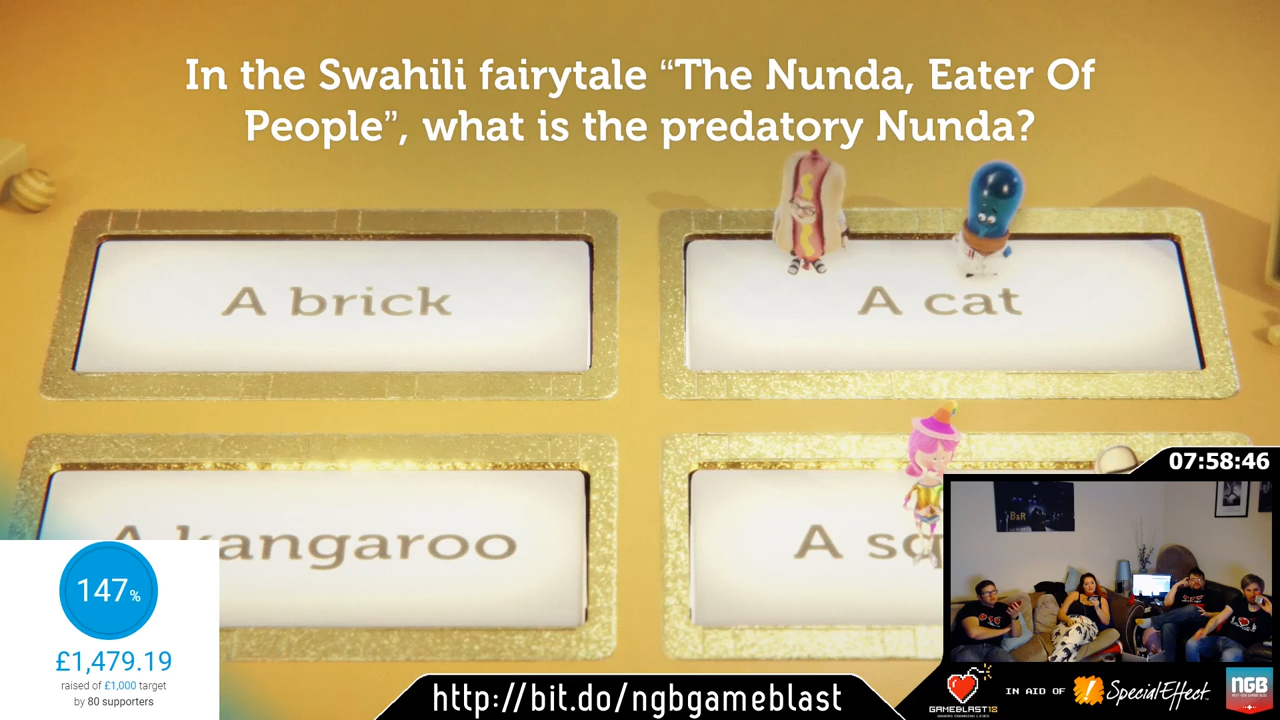 In the Swahili fairytale “The Nunda, Eater Of
People”, what is the predatory Nunda?
A brick
A cat
A kangaroo
A
07:58:46
B&R
147%
£1,479.19
raised of £1,000 target
by 80 supporters
http://bit.do/ngbgameblast
GAMEBLAST18
IN AID OF
SpecialEffect
NGB